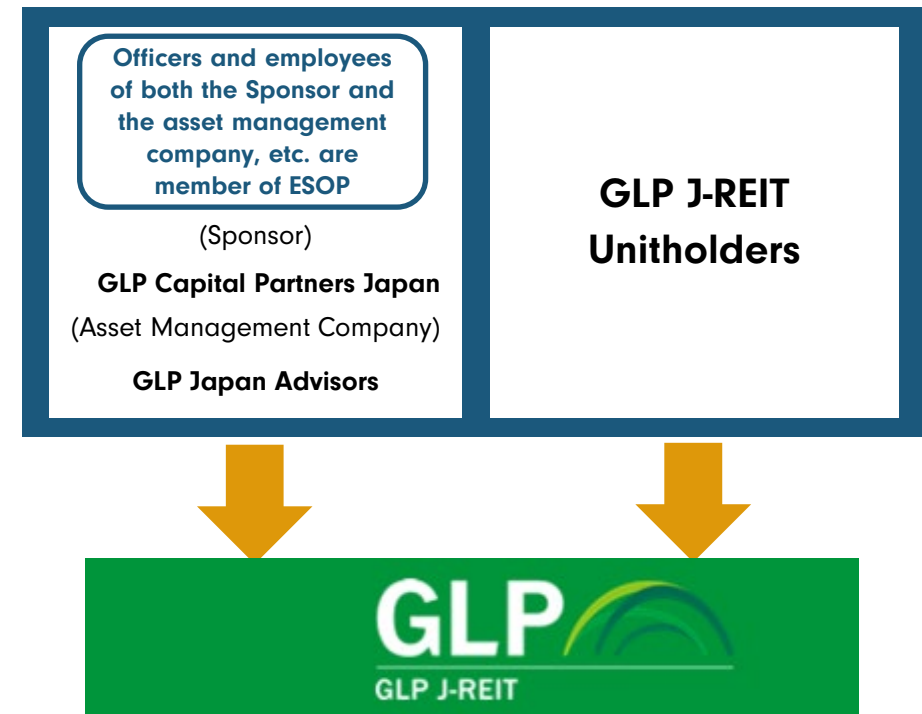 Officers and employees
of both the Sponsor and
the asset management
company, etc. are
member of ESOP
(Sponsor)
GLP Capital Partners Japan
(Asset Management Company)
GLP Japan Advisors
GLP J-REIT
Unitholders
GLP
GLP J-REIT